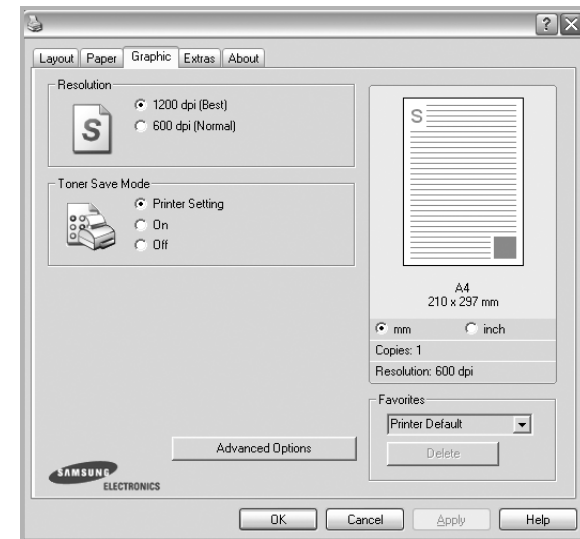 Layout Paper Graphic Extras About
Resolution
S
1200 dpi (Best)
600 dpi (Normal)
Toner Save Mode
Printer Setting
On
Off
Advanced Options
SAMSUNG
ELECTRONICS
S
A4
210 x 297 mm
mm inch
Copies: 1
Resolution: 600 dpi
Favorites
Printer Default
Delete
OK Cancel Apply Help